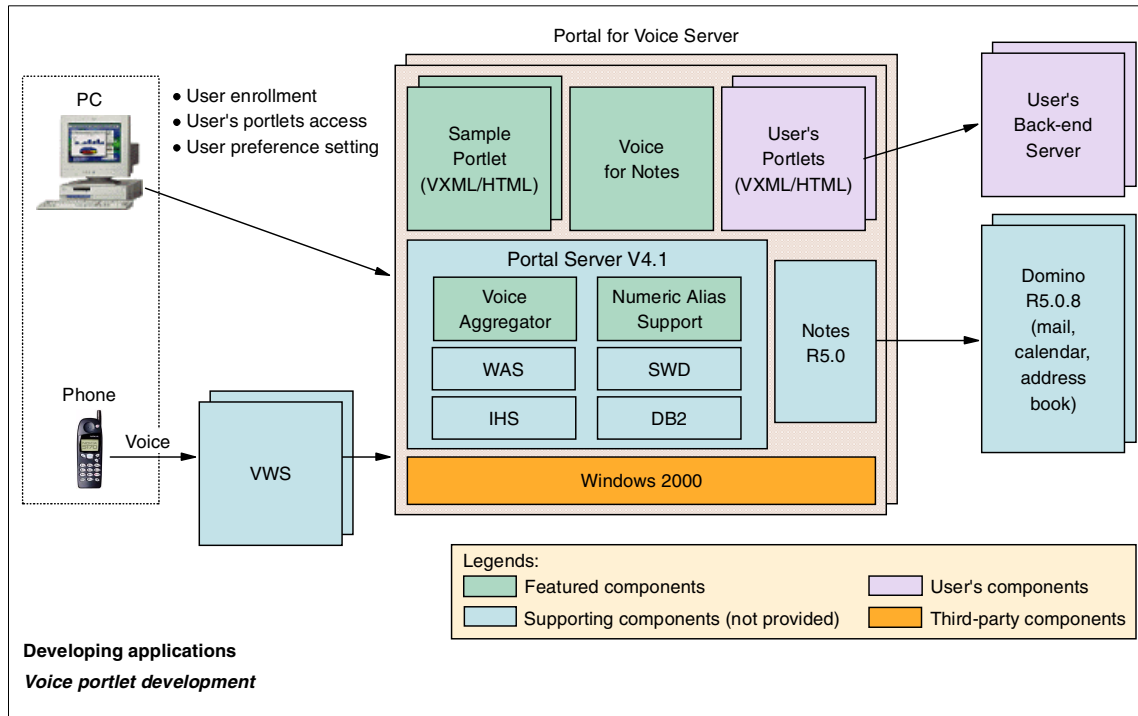 Portal for Voice Server
PC
• User enrollment
• User's portlets access
• User preference setting
Sample
Portlet
(VXML/HTML)
Voice
for Notes
User's
Portlets
(VXML/HTML)
User's
Back-end
Server
Portal Server V4.1
Voice
Aggregator
Numeric Alias
Support
WAS
SWD
IHS
DB2
Notes
R5.0
Domino
R5.0.8
(mail,
calendar,
address
book)
Phone
Voice
VWS
Windows 2000
Legends:
Featured components
User's components
Supporting components (not provided)
Third-party components
Developing applications
Voice portlet development